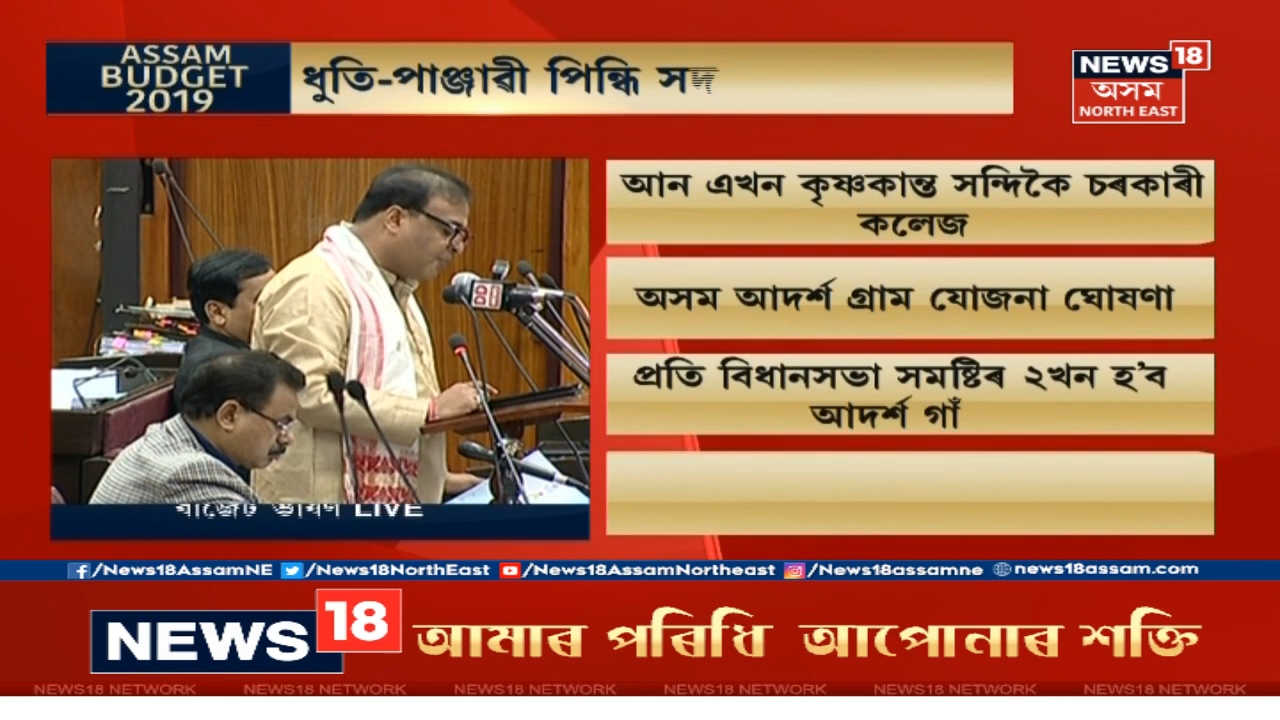 ASSAM
BUDGET
2019
ধুতি-পাঞ্জাৱী পিন্ধি
NEWS 18
অসম
NORTH EAST
আন এখন কৃষ্ণকান্ত সন্দিকৈ চৰকাৰী
কলেজ
অসম আদৰ্শ গ্ৰাম যোজনা ঘোষণা
প্ৰতি বিধানসভা সমষ্টিৰ ২খন হ'ব
আদৰ্শ গাঁও
DD
বাজেট ভাষণ LIVE
/News18AssamNE /News18NorthEast /News18AssamNortheast /News18assamne news18assam.com
NEWS 18 আমাৰ পৰিধি আপোনাৰ শক্তি
NEWS18 NETWORK NEWS18 NETWORK NEWS18 NETWORK NEWS18 NETWORK NEWS18 NETWORK NEWS18 NETWORK